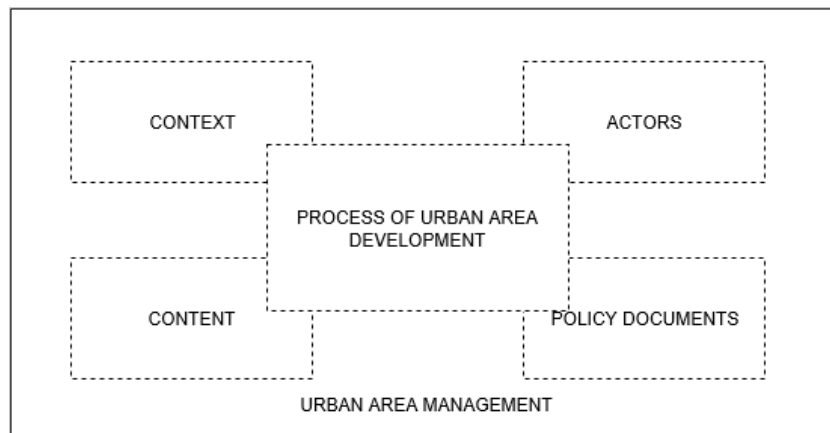 CONTEXT
ACTORS
PROCESS OF URBAN AREA
DEVELOPMENT
CONTENT
POLICY DOCUMENTS
URBAN AREA MANAGEMENT